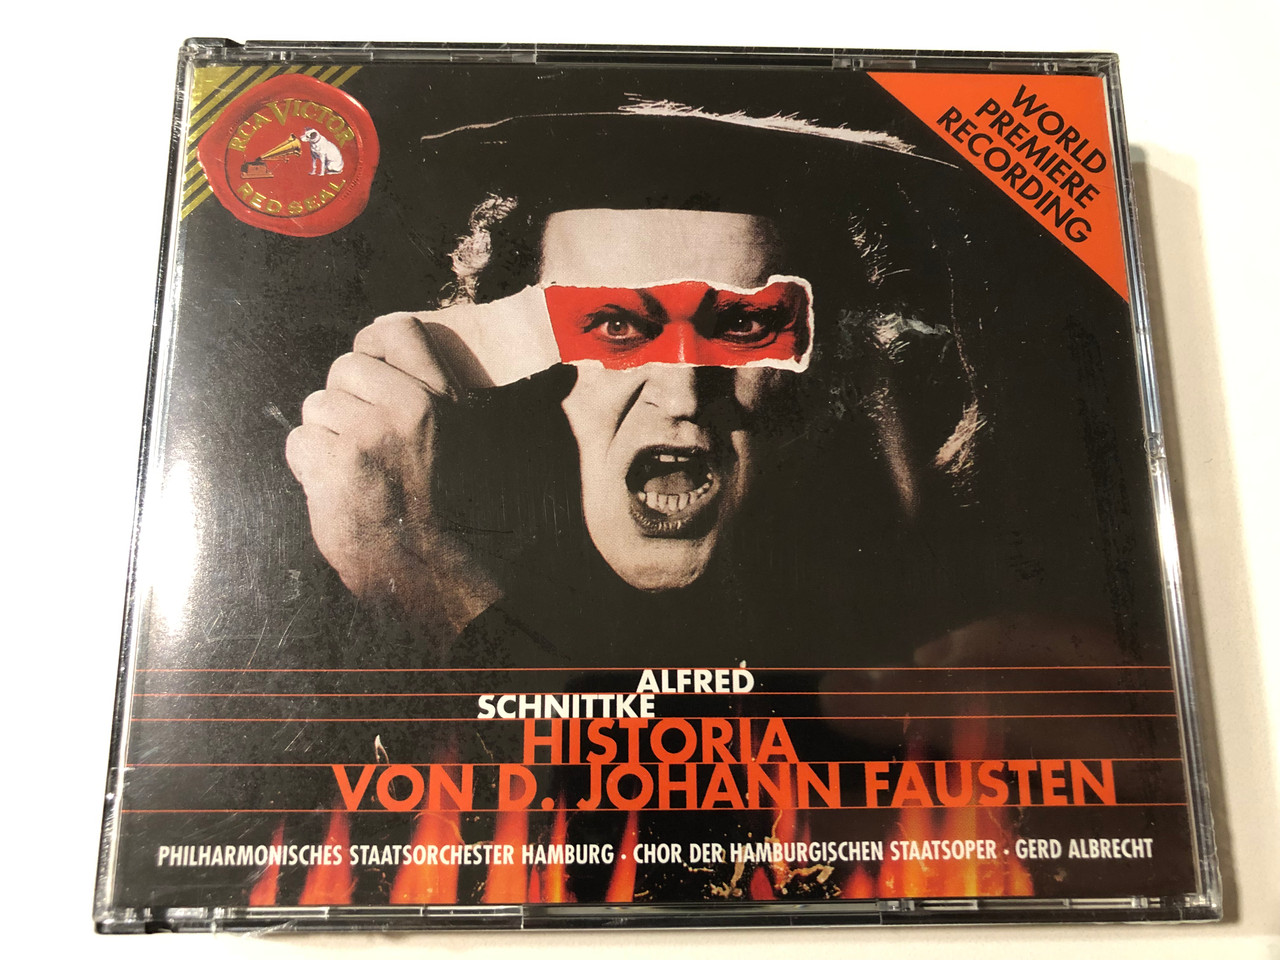 RCA VICTOR
RED SEAL
WORLD
PREMIERE
RECORDING
ALFRED
SCHNITTKE
HISTORIA
VON D. JOHANN FAUSTEN
PHILHARMONISCHES STAATSORCHESTER HAMBURG · CHOR DER HAMBURGISCHEN STAATSOPER · GERD ALBRECHT